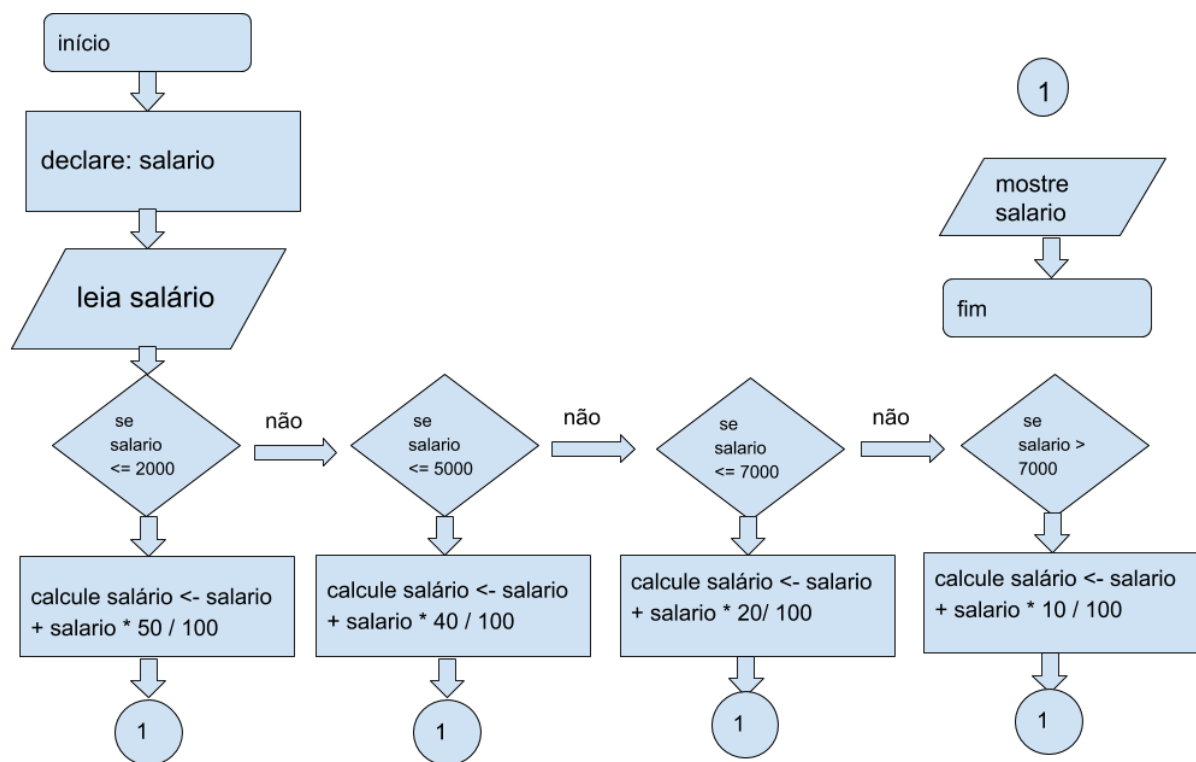 início
declare: salario
leia salário
1
mostre
salario
fim
se
salario
<= 2000
não
se
salario
<= 5000
não
se
salario
<= 7000
não
se
salario >
7000
calcule salário <- salario
+ salario * 50 / 100
calcule salário <- salario
+ salario * 40 / 100
calcule salário <- salario
+ salario * 20/ 100
calcule salário <- salario
+ salario * 10 / 100
1
1
1
1